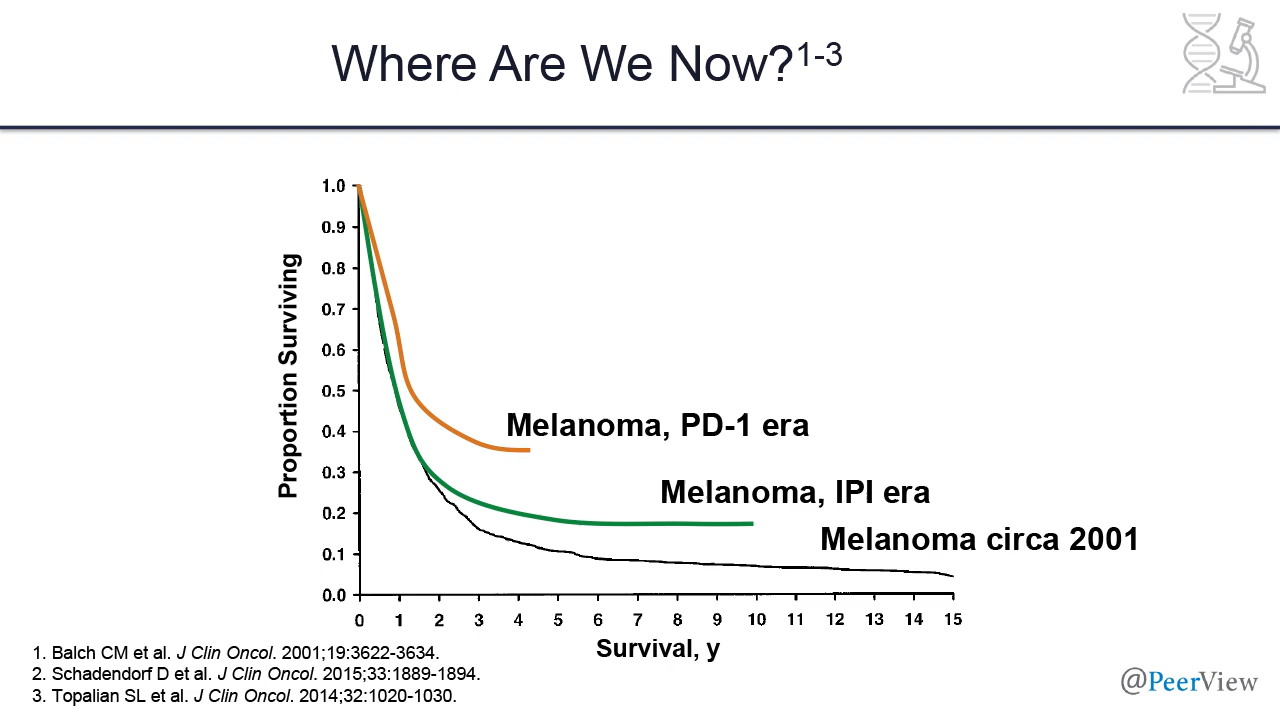 Where Are We Now?1-3
1.0
0.9
0.8
0.7
0.6
0.5
0.4
0.3
0.2
0.1
0.0
Proportion Surviving
Melanoma, PD-1 era
Melanoma, IPI era
Melanoma circa 2001
0 1 2 3 4 5 6 7 8 9 10 11 12 13 14 15
Survival, y
1. Balch CM et al. J Clin Oncol. 2001;19:3622-3634.
2. Schadendorf D et al. J Clin Oncol. 2015;33:1889-1894.
3. Topalian SL et al. J Clin Oncol. 2014;32:1020-1030.
@PeerView